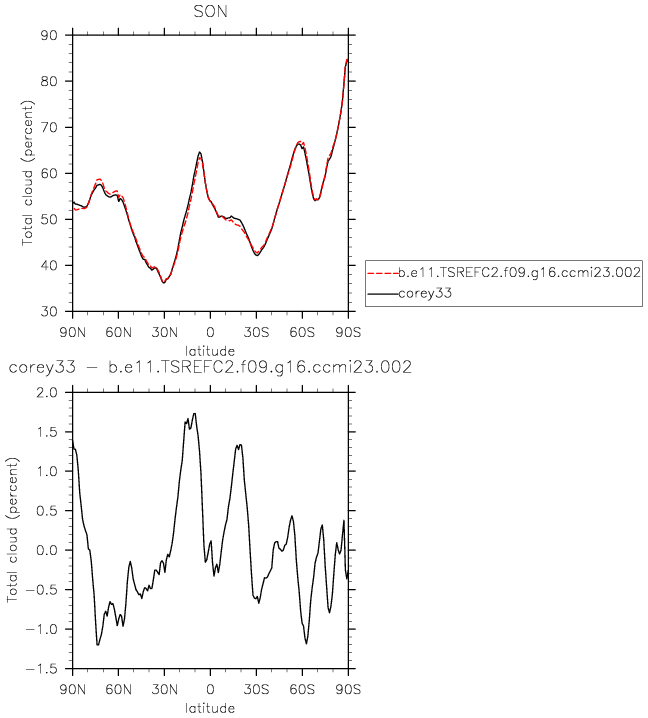 SON
90
80
70
60
50
40
30
Total cloud (percent)
90N 60N 30N 0 30S 60S 90S
latitude
b.e11.TSREFC2.f09.g16.ccmi23.002
corey33
corey33 − b.e11.TSREFC2.f09.g16.ccmi23.002
2.0
1.5
1.0
0.5
0.0
−0.5
−1.0
−1.5
Total cloud (percent)
90N 60N 30N 0 30S 60S 90S
latitude